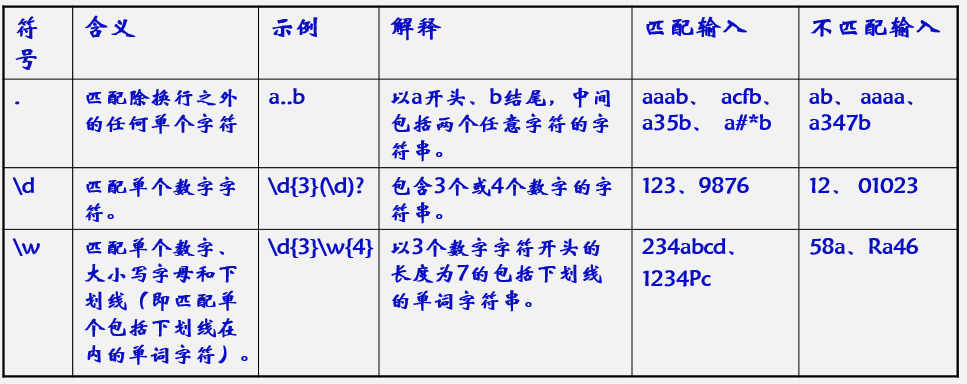 符号 含义 示例 解释 匹配输入 不匹配输入
. 匹配除换行之外的任何单个字符 a..b 以a开头、b结尾，中间包括两个任意字符的字符串。 aaab、 acfb、a35b、 a#*b ab、 aaaa、a347b
\d 匹配单个数字字符。 \d{3}(\d)? 包含3个或4个数字的字符串。 123、9876 12、 01023
\w 匹配单个数字、大小写字母和下划线（即匹配单个包括下划线在内的单词字符）。 \d{3}\w{4} 以3个数字字符开头的长度为7的包括下划线的单词字符串。 234abcd、1234Pc 58a、Ra46